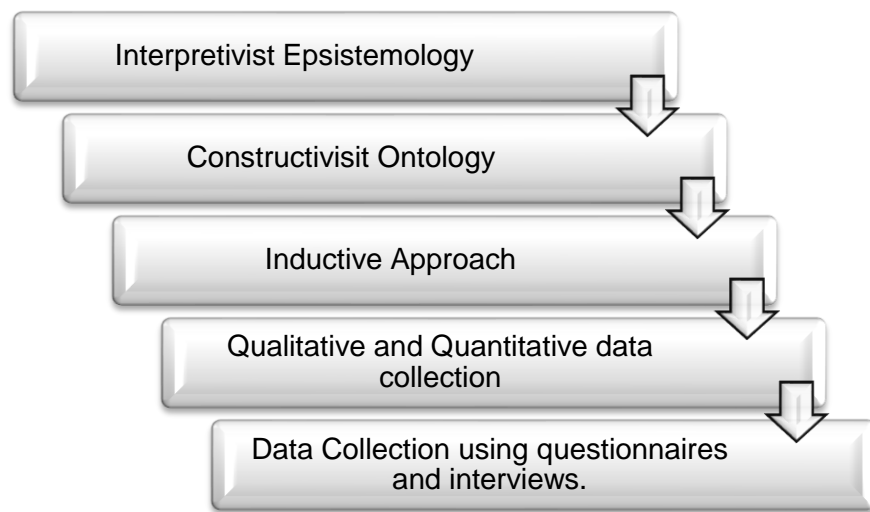 Interpretivist Epsistemology
Constructivisit Ontology
Inductive Approach
Qualitative and Quantitative data
collection
Data Collection using questionnaires
and interviews.